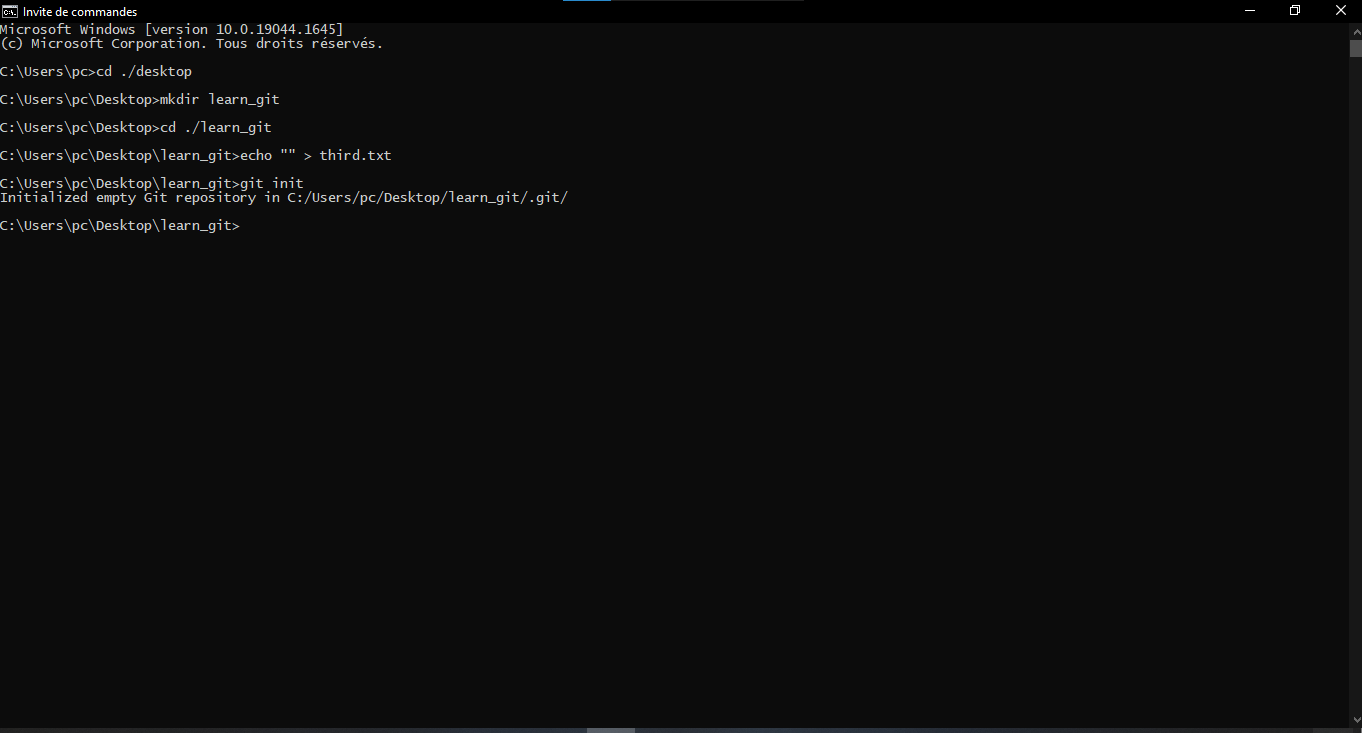 Invite de commandes
Microsoft Windows [version 10.0.19044.1645]
(c) Microsoft Corporation. Tous droits réservés.
C:\Users\pc>cd ./desktop
C:\Users\pc\Desktop>mkdir learn_git
C:\Users\pc\Desktop>cd ./learn_git
C:\Users\pc\Desktop\learn_git>echo "" > third.txt
C:\Users\pc\Desktop\learn_git>git init
Initialized empty Git repository in C:/Users/pc/Desktop/learn_git/.git/
C:\Users\pc\Desktop\learn_git>